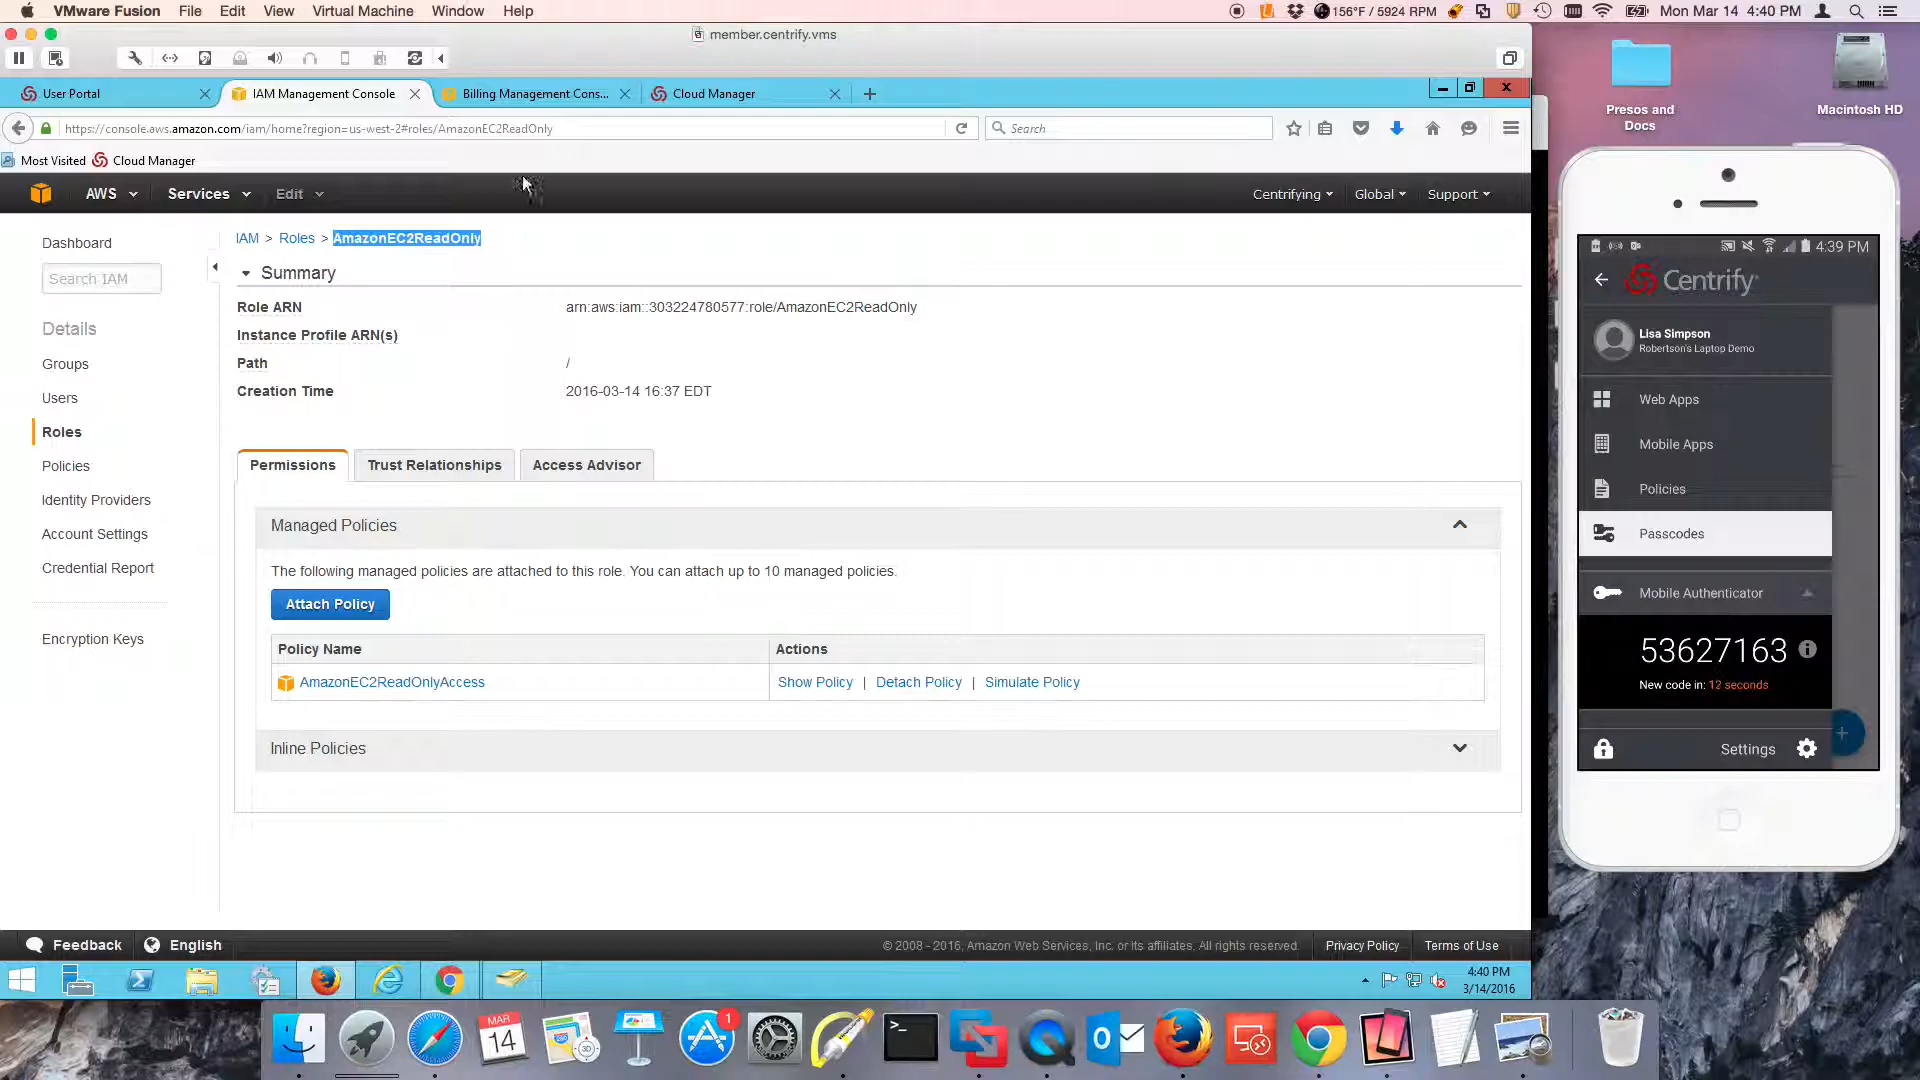 VMware Fusion File Edit View Virtual Machine Window Help
156°F / 5924 RPM Mon Mar 14 4:40 PM
member.centrify.vms
User Portal IAM Management Console Billing Management Cons... Cloud Manager
https://console.aws.amazon.com/iam/home?region=us-west-2#roles/AmazonEC2ReadOnly
Search
Most Visited Cloud Manager
AWS Services Edit
Centrifying Global Support
Dashboard
Search IAM
Details
Groups
Users
Roles
Policies
Identity Providers
Account Settings
Credential Report
Encryption Keys
IAM > Roles > AmazonEC2ReadOnly
Summary
Role ARN arn:aws:iam::303224780577:role/AmazonEC2ReadOnly
Instance Profile ARN(s)
Path /
Creation Time 2016-03-14 16:37 EDT
Permissions Trust Relationships Access Advisor
Managed Policies
The following managed policies are attached to this role. You can attach up to 10 managed policies.
Attach Policy
Policy Name Actions
AmazonEC2ReadOnlyAccess Show Policy | Detach Policy | Simulate Policy
Inline Policies
Feedback English
© 2008 - 2016, Amazon Web Services, Inc. or its affiliates. All rights reserved. Privacy Policy Terms of Use
4:40 PM
3/14/2016
Presos and
Docs
Macintosh HD
4:39 PM
Centrify
Lisa Simpson
Robertson's Laptop Demo
Web Apps
Mobile Apps
Policies
Passcodes
Mobile Authenticator
53627163
New code in: 12 seconds
Settings
MAR
14
3D
1
>_
O